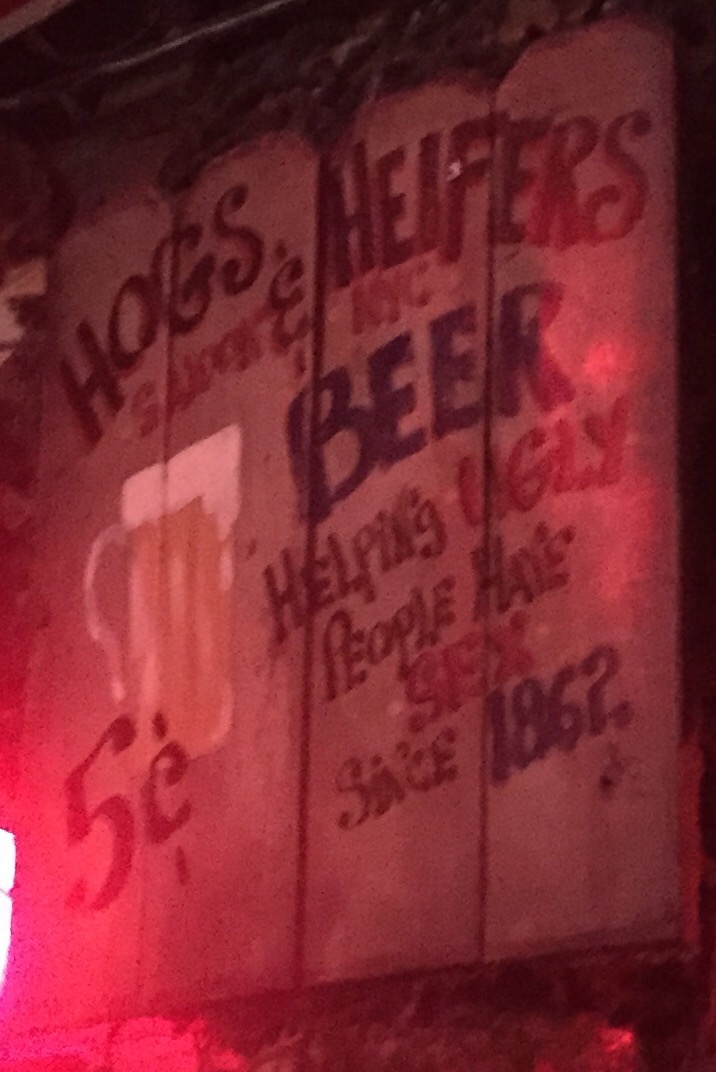 HOGS & HEIFERS
SALOON NYC
BEER
HELPiNg UGLY
PEOPLE HAVE
SEX
SiNCE 1862
5¢